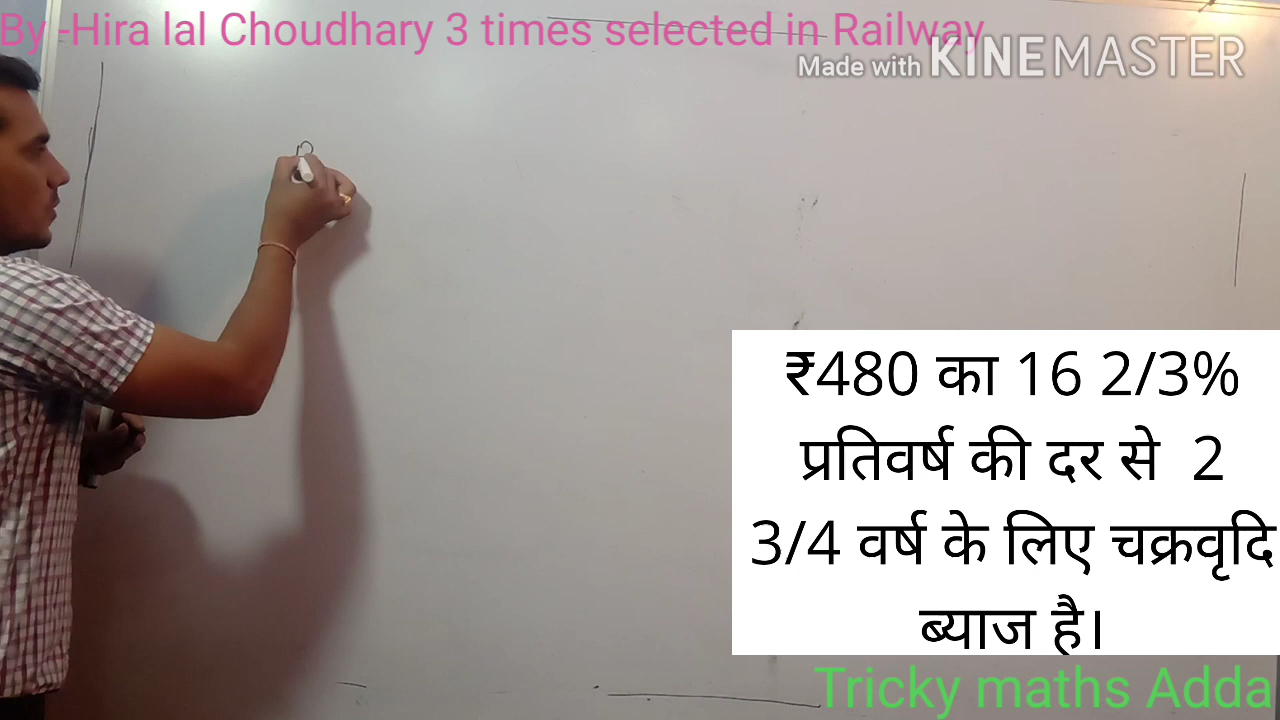 By -Hira lal Choudhary 3 times selected in Railway
Made with KINEMASTER
₹480 का 16 2/3%
प्रतिवर्ष की दर से 2
3/4 वर्ष के लिए चक्रवृदि
ब्याज है।
Tricky maths Adda